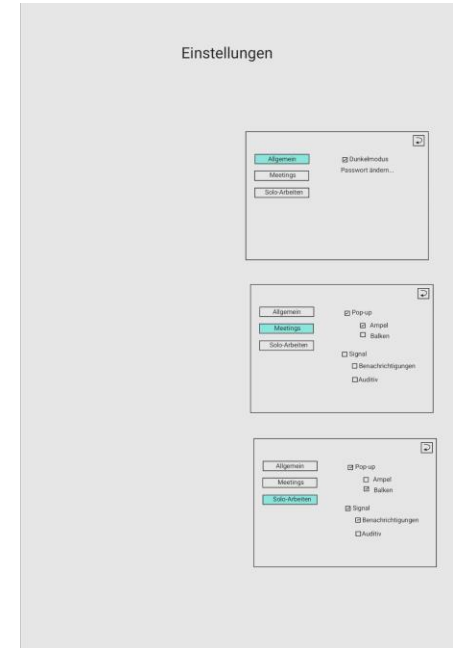 Einstellungen
Allgemein
Meetings
Solo-Arbeiten
Dunkelmodus
Passwort ändern...
Allgemein
Meetings
Solo-Arbeiten
Pop-up
Ampel
Balken
Signal
Benachrichtigungen
Auditiv
Allgemein
Meetings
Solo-Arbeiten
Pop-up
Ampel
Balken
Signal
Benachrichtigungen
Auditiv